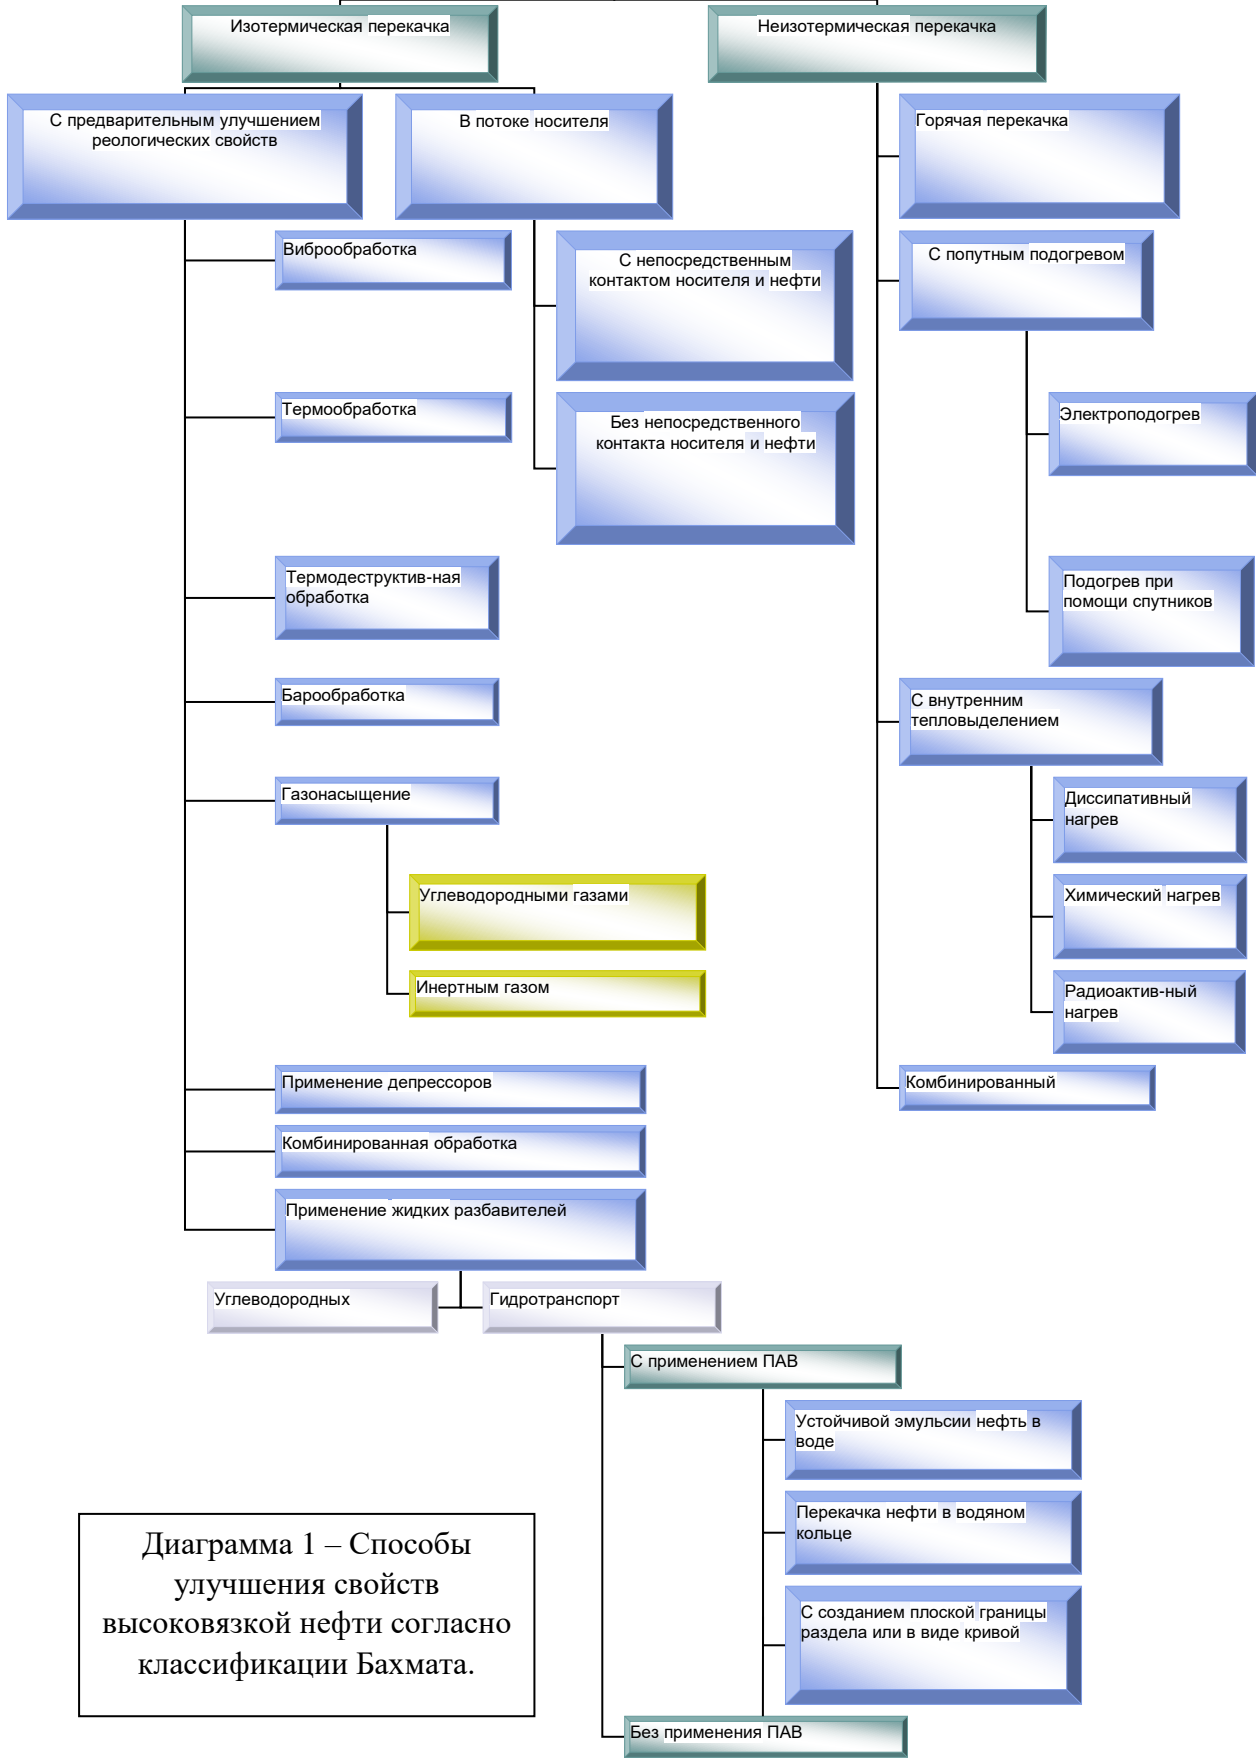 Изотермическая перекачка
Неизотермическая перекачка
С предварительным улучшением
реологических свойств
В потоке носителя
Горячая перекачка
Виброобработка
С непосредственным
контактом носителя и нефти
С попутным подогревом
Термообработка
Без непосредственного
контакта носителя и нефти
Электроподогрев
Термодеструктив-ная
обработка
Подогрев при
помощи спутников
Барообработка
С внутренним
тепловыделением
Газонасыщение
Диссипативный
нагрев
Углеводородными газами
Химический нагрев
Инертным газом
Радиоактив-ный
нагрев
Применение депрессоров
Комбинированный
Комбинированная обработка
Применение жидких разбавителей
Углеводородных
Гидротранспорт
С применением ПАВ
Устойчивой эмульсии нефть в
воде
Перекачка нефти в водяном
кольце
С созданием плоской границы
раздела или в виде кривой
Без применения ПАВ
Диаграмма 1 – Способы
улучшения свойств
высоковязкой нефти согласно
классификации Бахмата.